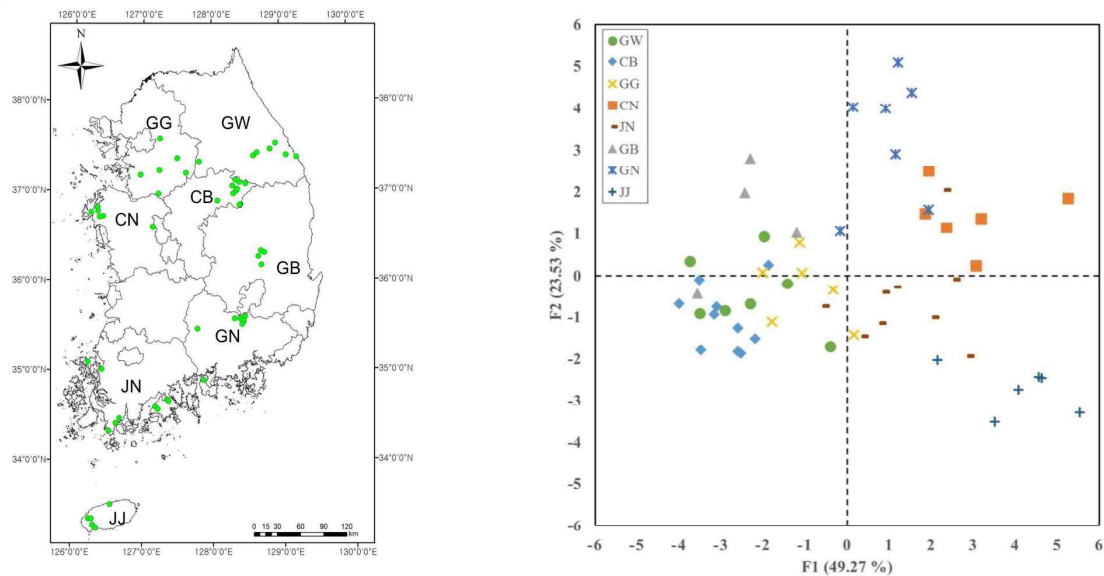 126°0'0"E 127°0'0"E 128°0'0"E 129°0'0"E 130°0'0"E
N
38°0'0"N
38°0'0"N
GG
GW
37°0'0"N
37°0'0"N
CB
CN
GB
36°0'0"N
36°0'0"N
GN
35°0'0"N
35°0'0"N
JN
34°0'0"N
34°0'0"N
JJ
0 15 30 60 90 120
km
126°0'0"E 127°0'0"E 128°0'0"E 129°0'0"E 130°0'0"E
6
5
4
3
2
1
0
-1
-2
-3
-4
-5
-6
F2 (23.53 %)
GW
CB
GG
CN
JN
GB
GN
JJ
-6 -5 -4 -3 -2 -1 0 1 2 3 4 5 6
F1 (49.27 %)